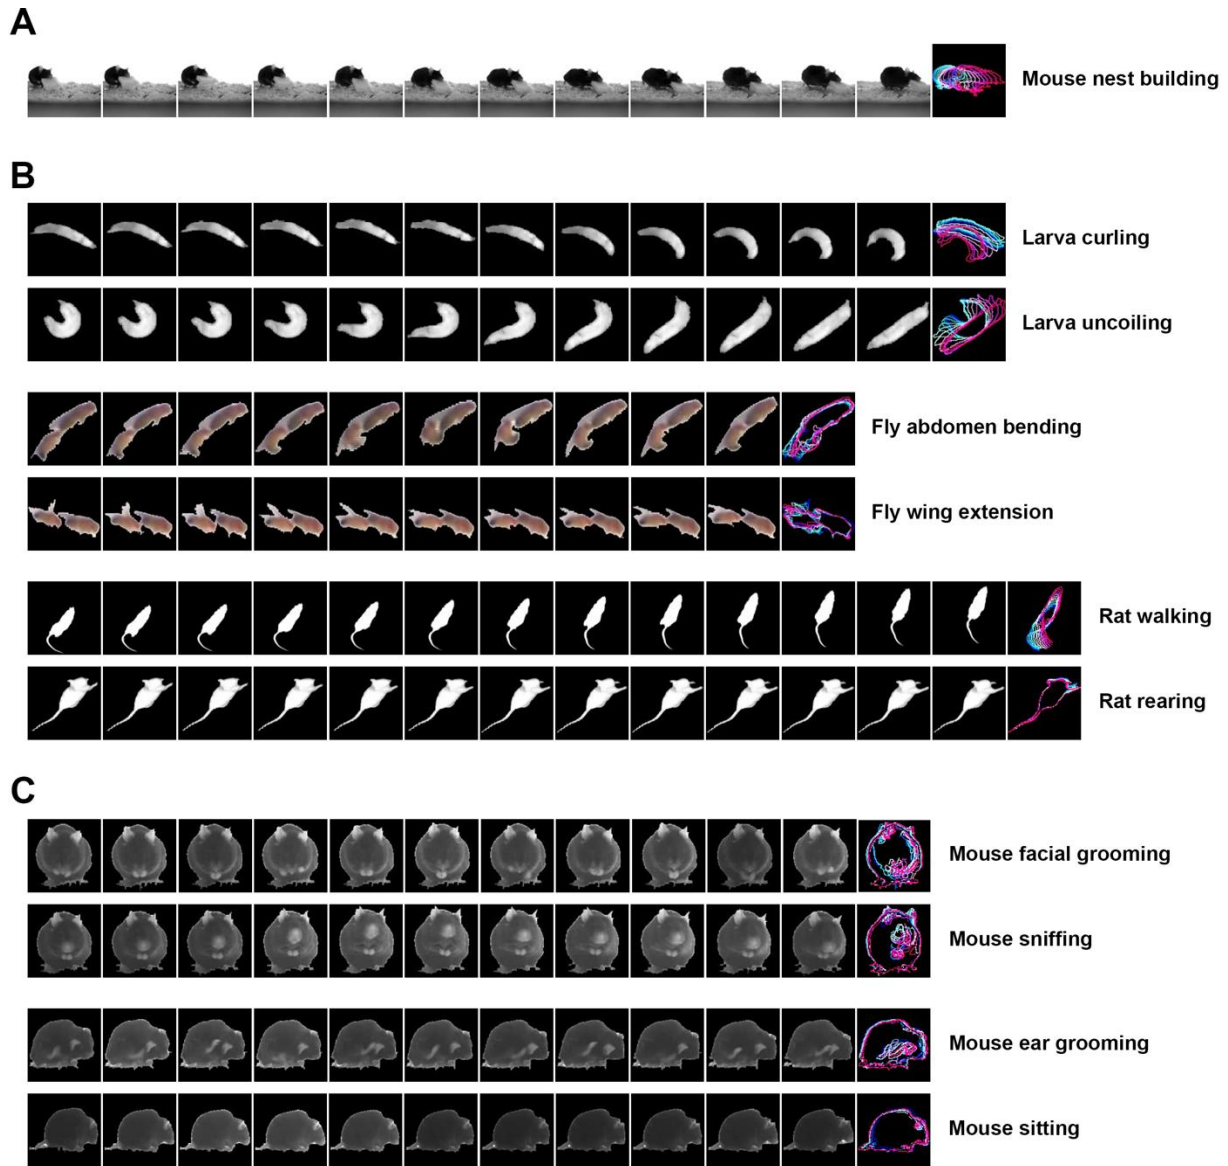 A
Mouse nest building
B
Larva curling
Larva uncoiling
Fly abdomen bending
Fly wing extension
Rat walking
Rat rearing
C
Mouse facial grooming
Mouse sniffing
Mouse ear grooming
Mouse sitting